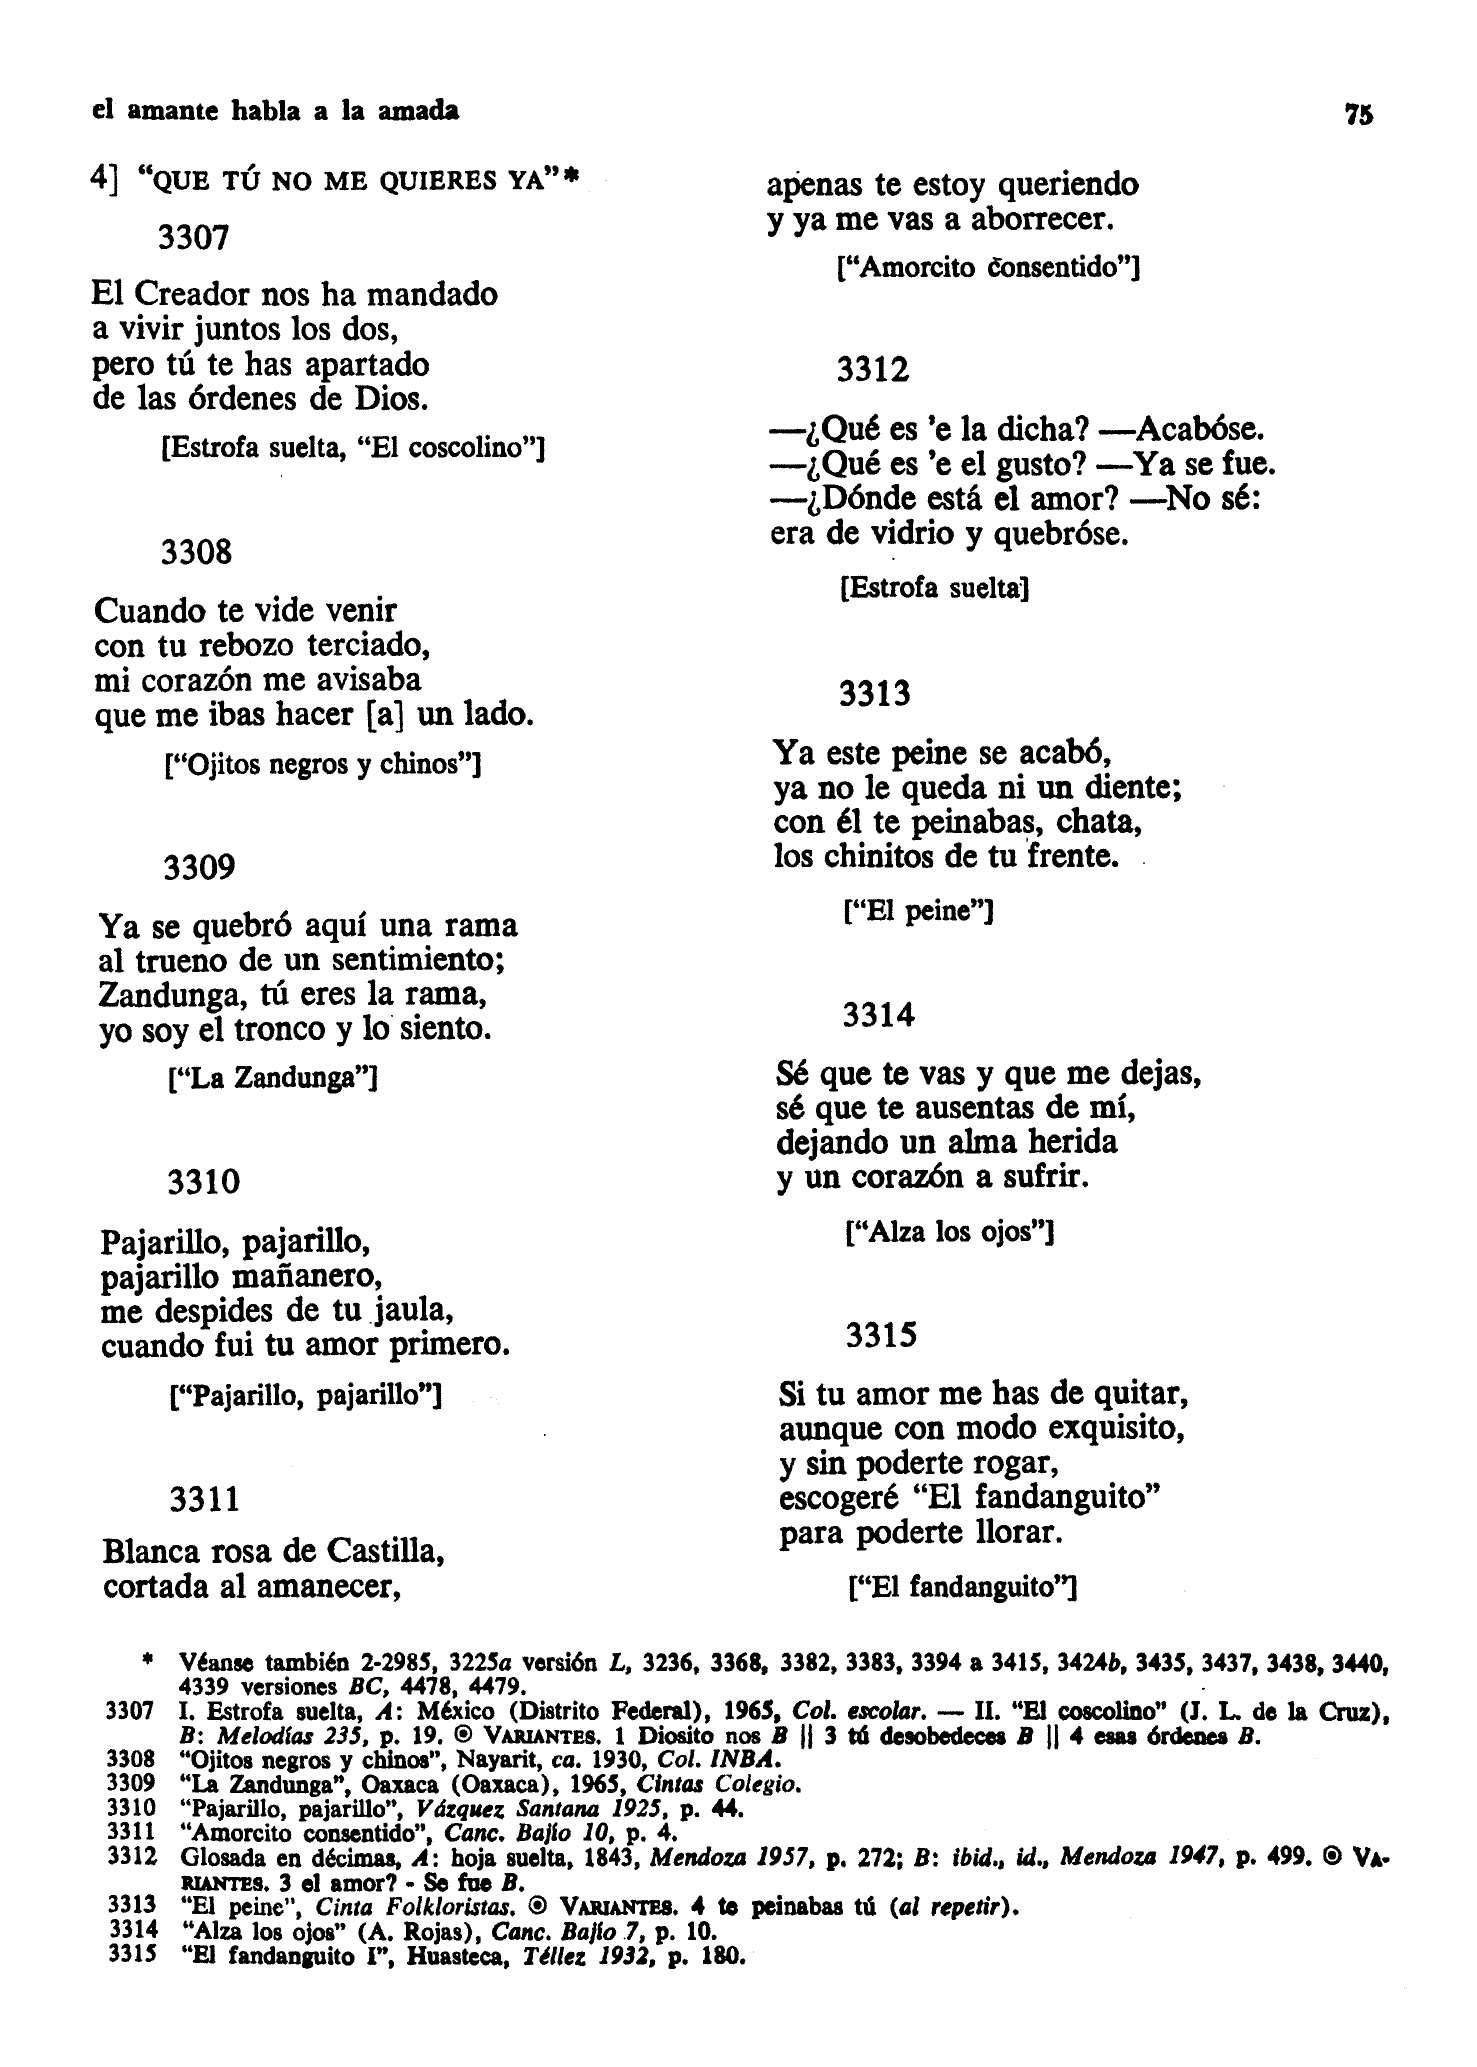 el amante habla a la amada
75
4] “QUE TÚ NO ME QUIERES YA”*
3307
El Creador nos ha mandado
a vivir juntos los dos,
pero tú te has apartado
de las órdenes de Dios.
[Estrofa suelta, “El coscolino”]
3308
Cuando te vide venir
con tu rebozo terciado,
mi corazón me avisaba
que me ibas hacer [a] un lado.
[“Ojitos negros y chinos”]
3309
Ya se quebró aquí una rama
al trueno de un sentimiento;
Zandunga, tú eres la rama,
yo soy el tronco y lo siento.
[“La Zandunga”]
3310
Pajarillo, pajarillo,
pajarillo mañanero,
me despides de tu jaula,
cuando fui tu amor primero.
[“Pajarillo, pajarillo”]
3311
Blanca rosa de Castilla,
cortada al amanecer,
apenas te estoy queriendo
y ya me vas a aborrecer.
[“Amorcito consentido”]
3312
—¿Qué es ’e la dicha? —Acabóse.
—¿Qué es ’e el gusto? —Ya se fue.
—¿Dónde está el amor? —No sé:
era de vidrio y quebróse.
[Estrofa suelta]
3313
Ya este peine se acabó,
ya no le queda ni un diente;
con él te peinabas, chata,
los chinitos de tu frente.
[“El peine”]
3314
Sé que te vas y que me dejas,
sé que te ausentas de mí,
dejando un alma herida
y un corazón a sufrir.
[“Alza los ojos”]
3315
Si tu amor me has de quitar,
aunque con modo exquisito,
y sin poderte rogar,
escogeré “El fandanguito”
para poderte llorar.
[“El fandanguito”]
* Véanse también 2-2985, 3225a versión L, 3236, 3368, 3382, 3383, 3394 a 3415, 3424b, 3435, 3437, 3438, 3440,
4339 versiones BC, 4478, 4479.
3307 I. Estrofa suelta, A: México (Distrito Federal), 1965, Col. escolar. — II. “El coscolino” (J. L. de la Cruz),
B: Melodías 235, p. 19. ⊙ VARIANTES. 1 Diosito nos B || 3 tú desobedeces B || 4 esas órdenes B.
3308 “Ojitos negros y chinos”, Nayarit, ca. 1930, Col. INBA.
3309 “La Zandunga”, Oaxaca (Oaxaca), 1965, Cintas Colegio.
3310 “Pajarillo, pajarillo”, Vázquez Santana 1925, p. 44.
3311 “Amorcito consentido”, Canc. Bajío 10, p. 4.
3312 Glosada en décimas, A: hoja suelta, 1843, Mendoza 1957, p. 272; B: ibid., id., Mendoza 1947, p. 499. ⊙ VA-
RIANTES. 3 el amor? - Se fue B.
3313 “El peine”, Cinta Folkloristas. ⊙ VARIANTES. 4 te peinabas tú (al repetir).
3314 “Alza los ojos” (A. Rojas), Canc. Bajío 7, p. 10.
3315 “El fandanguito I”, Huasteca, Téllez 1932, p. 180.